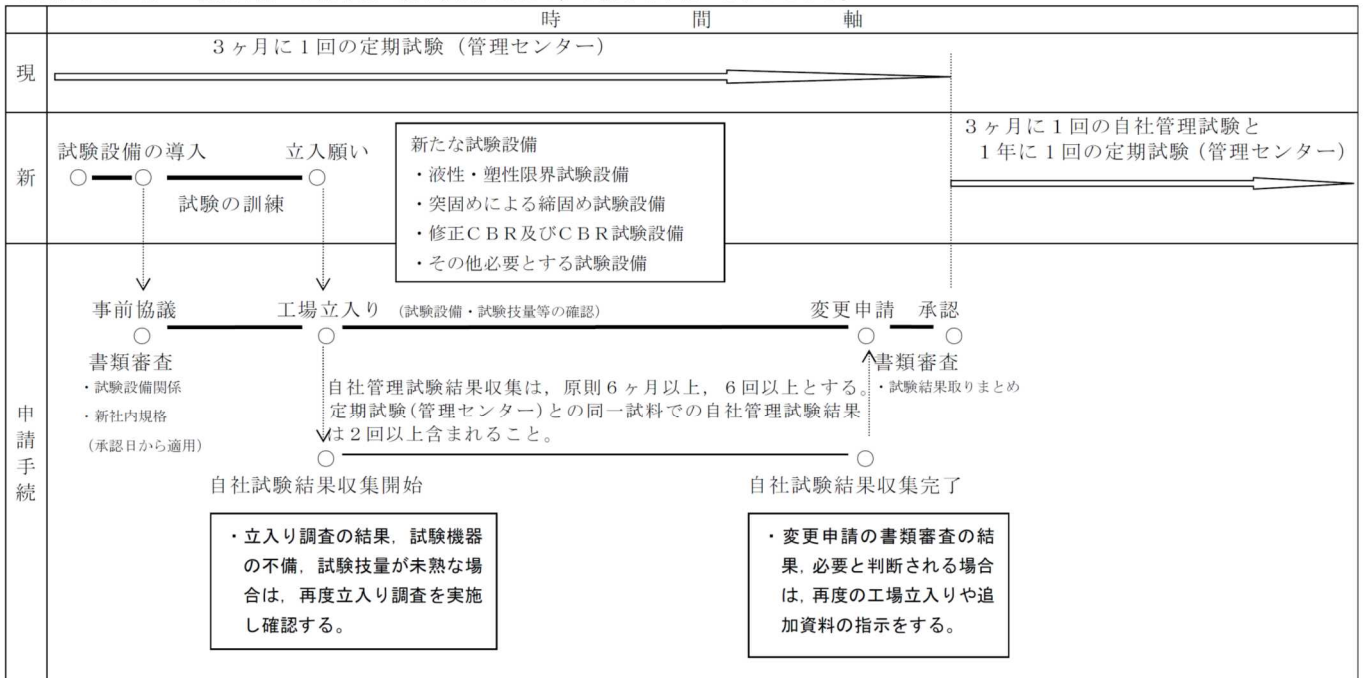 時 間 軸
現
3ヶ月に1回の定期試験(管理センター)
新
試験設備の導入
立入願い
試験の訓練
新たな試験設備
・液性・塑性限界試験設備
・突固めによる締固め試験設備
・修正CBR及びCBR試験設備
・その他必要とする試験設備
3ヶ月に1回の自社管理試験と
1年に1回の定期試験(管理センター)
申請手続
事前協議
書類審査
・試験設備関係
・新社内規格
(承認日から適用)
工場立入り (試験設備・試験技量等の確認)
変更申請 承認
書類審査
・試験結果取りまとめ
自社管理試験結果収集は,原則6ヶ月以上,6回以上とする。
定期試験(管理センター)との同一試料での自社管理試験結果
は2回以上含まれること。
自社試験結果収集開始
自社試験結果収集完了
・立入り調査の結果,試験機器
の不備,試験技量が未熟な場
合は,再度立入り調査を実施
し確認する。
・変更申請の書類審査の結
果,必要と判断される場合
は,再度の工場立入りや追
加資料の指示をする。